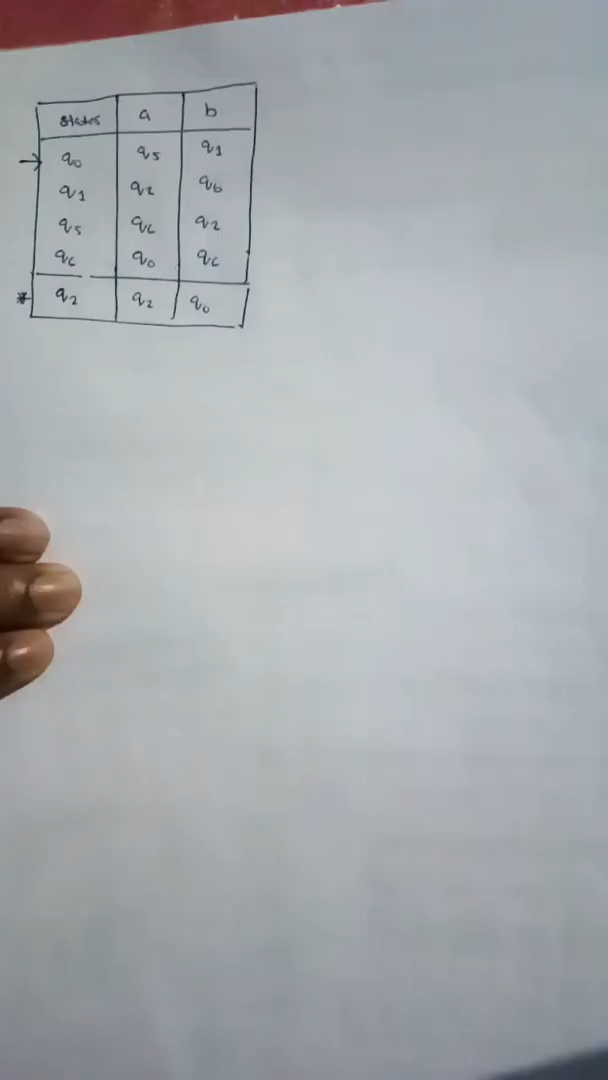 states a b
→ q0 q5 q1
q1 q2 q6
q5 q6 q2
q6 q0 q6
* q2 q2 q0